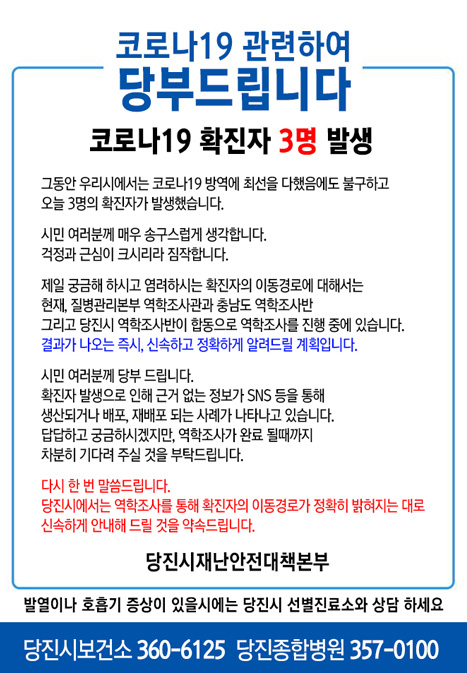 코로나19 관련하여
당부드립니다
코로나19 확진자 3명 발생
그동안 우리시에서는 코로나19 방역에 최선을 다했음에도 불구하고
오늘 3명의 확진자가 발생했습니다.
시민 여러분께 매우 송구스럽게 생각합니다.
걱정과 근심이 크시리라 짐작합니다.
제일 궁금해 하시고 염려하시는 확진자의 이동경로에 대해서는
현재, 질병관리본부 역학조사관과 충남도 역학조사반
그리고 당진시 역학조사반이 합동으로 역학조사를 진행 중에 있습니다.
결과가 나오는 즉시, 신속하고 정확하게 알려드릴 계획입니다.
시민 여러분께 당부 드립니다.
확진자 발생으로 인해 근거 없는 정보가 SNS 등을 통해
생산되거나 배포, 재배포 되는 사례가 나타나고 있습니다.
답답하고 궁금하시겠지만, 역학조사가 완료 될때까지
차분히 기다려 주실 것을 부탁드립니다.
다시 한 번 말씀드립니다.
당진시에서는 역학조사를 통해 확진자의 이동경로가 정확히 밝혀지는 대로
신속하게 안내해 드릴 것을 약속드립니다.
당진시재난안전대책본부
발열이나 호흡기 증상이 있을시에는 당진시 선별진료소와 상담 하세요
당진시보건소 360-6125 당진종합병원 357-0100